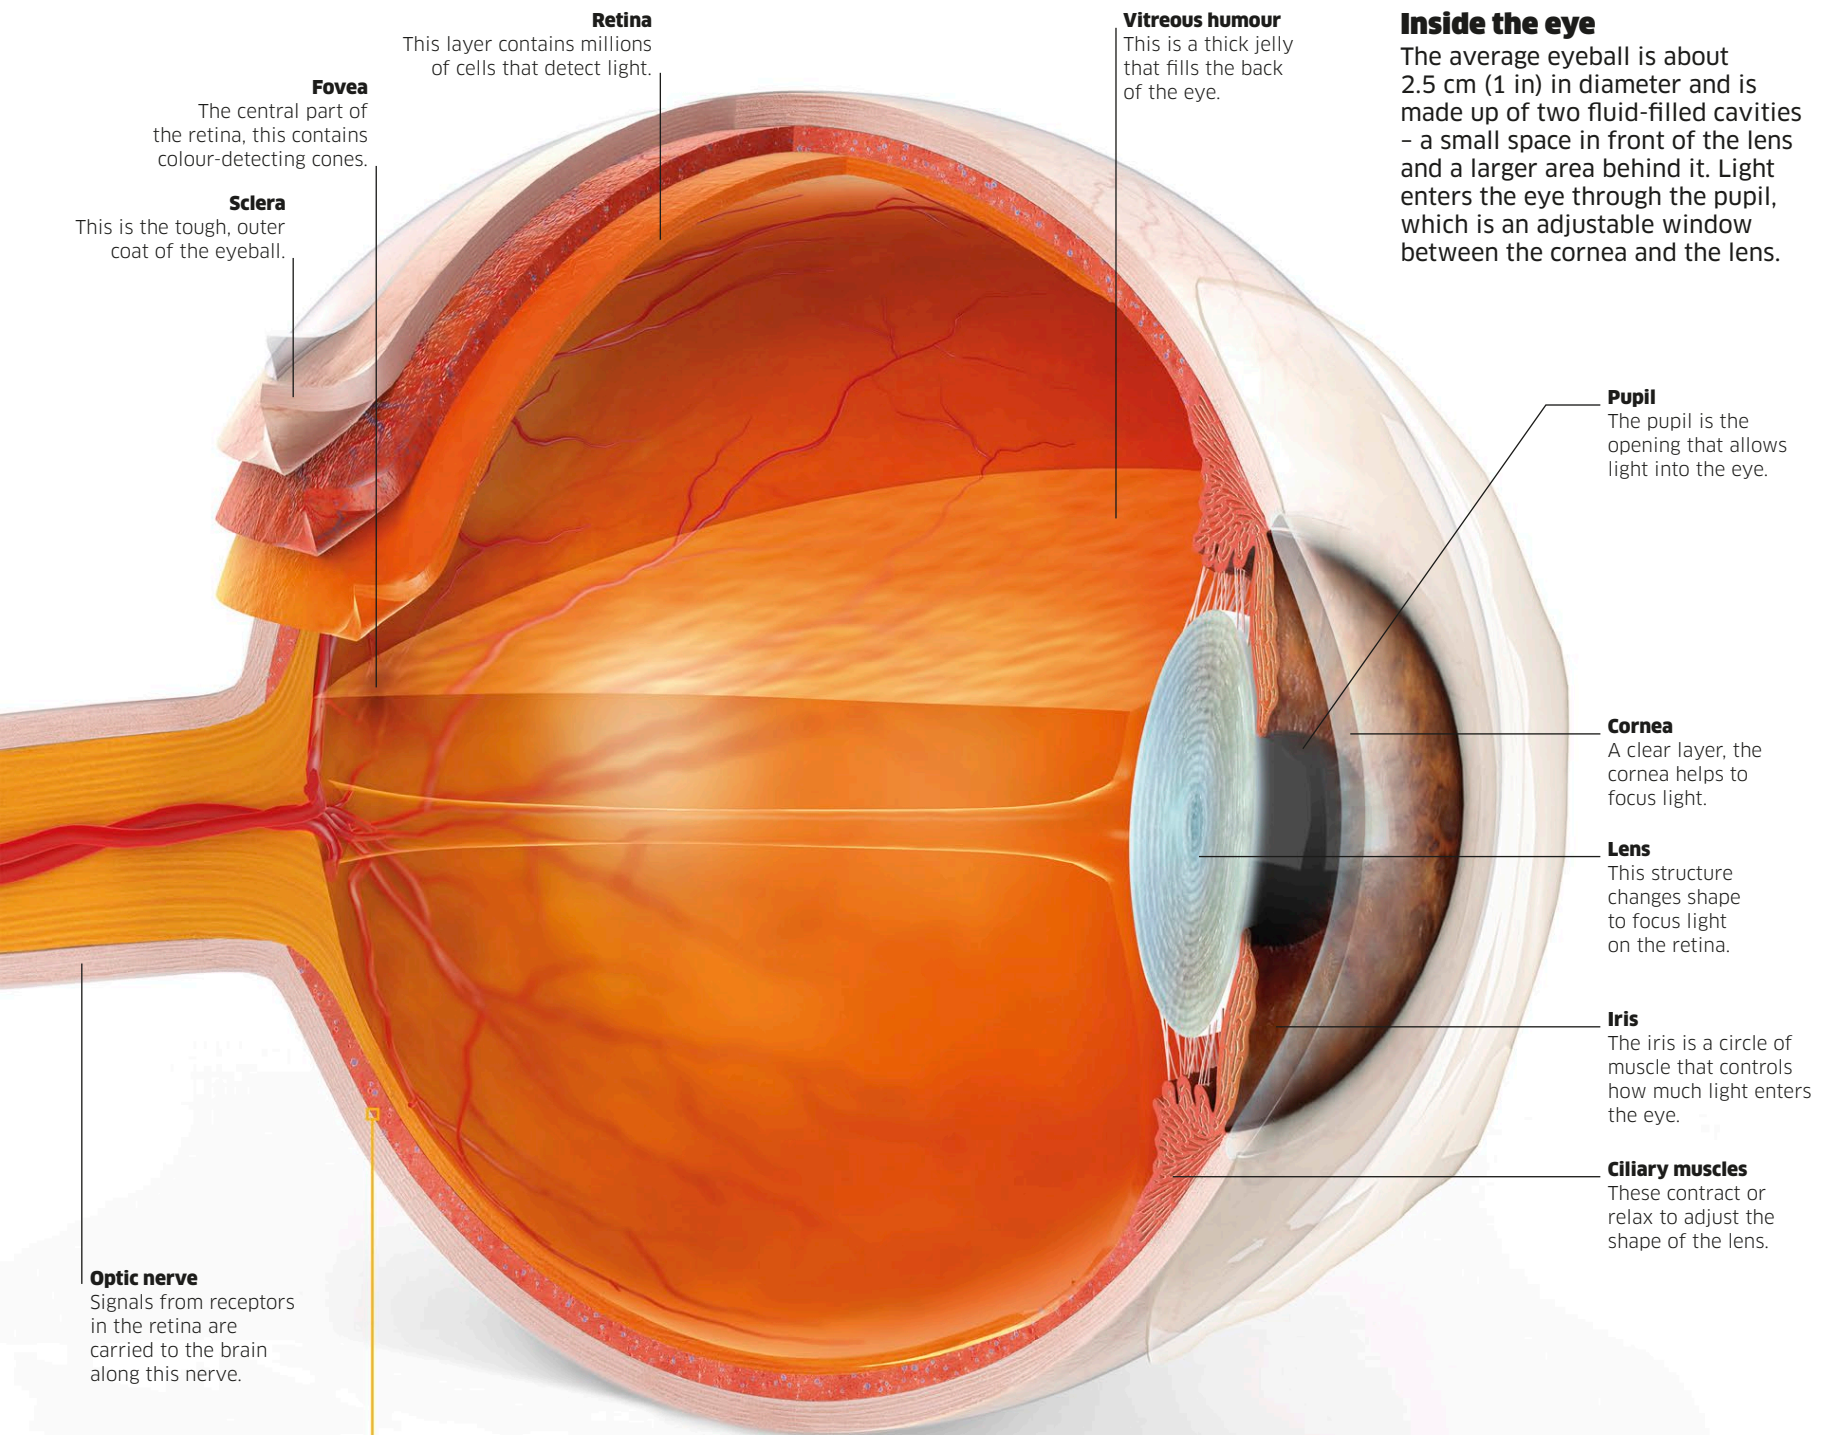 Retina
This layer contains millions
of cells that detect light.
Vitreous humour
This is a thick jelly
that fills the back
of the eye.
Inside the eye
The average eyeball is about
2.5 cm (1 in) in diameter and is
made up of two fluid-filled cavities
– a small space in front of the lens
and a larger area behind it. Light
enters the eye through the pupil,
which is an adjustable window
between the cornea and the lens.
Fovea
The central part of
the retina, this contains
colour-detecting cones.
Sclera
This is the tough, outer
coat of the eyeball.
Pupil
The pupil is the
opening that allows
light into the eye.
Cornea
A clear layer, the
cornea helps to
focus light.
Lens
This structure
changes shape
to focus light
on the retina.
Iris
The iris is a circle of
muscle that controls
how much light enters
the eye.
Ciliary muscles
These contract or
relax to adjust the
shape of the lens.
Optic nerve
Signals from receptors
in the retina are
carried to the brain
along this nerve.